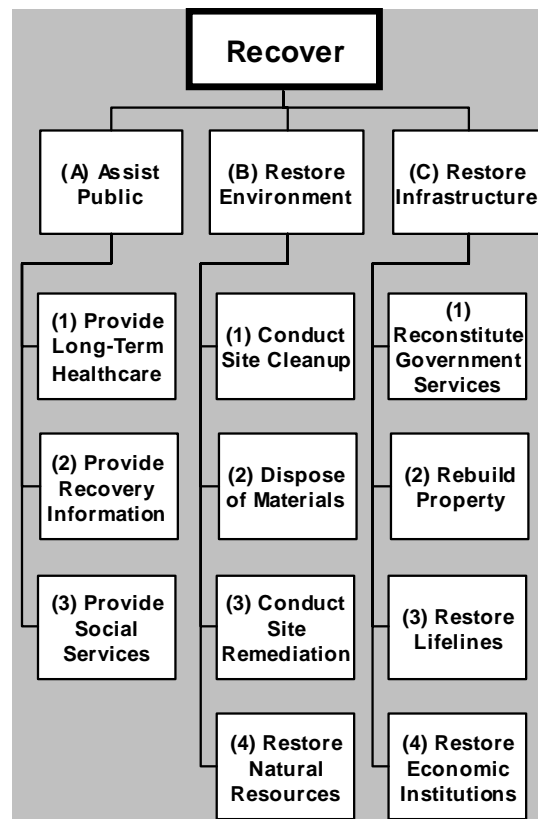 Recover
(A) Assist
Public
(B) Restore
Environment
(C) Restore
Infrastructure
(1) Provide
Long-Term
Healthcare
(2) Provide
Recovery
Information
(3) Provide
Social
Services
(1) Conduct
Site Cleanup
(2) Dispose
of Materials
(3) Conduct
Site
Remediation
(4) Restore
Natural
Resources
(1)
Reconstitute
Government
Services
(2) Rebuild
Property
(3) Restore
Lifelines
(4) Restore
Economic
Institutions